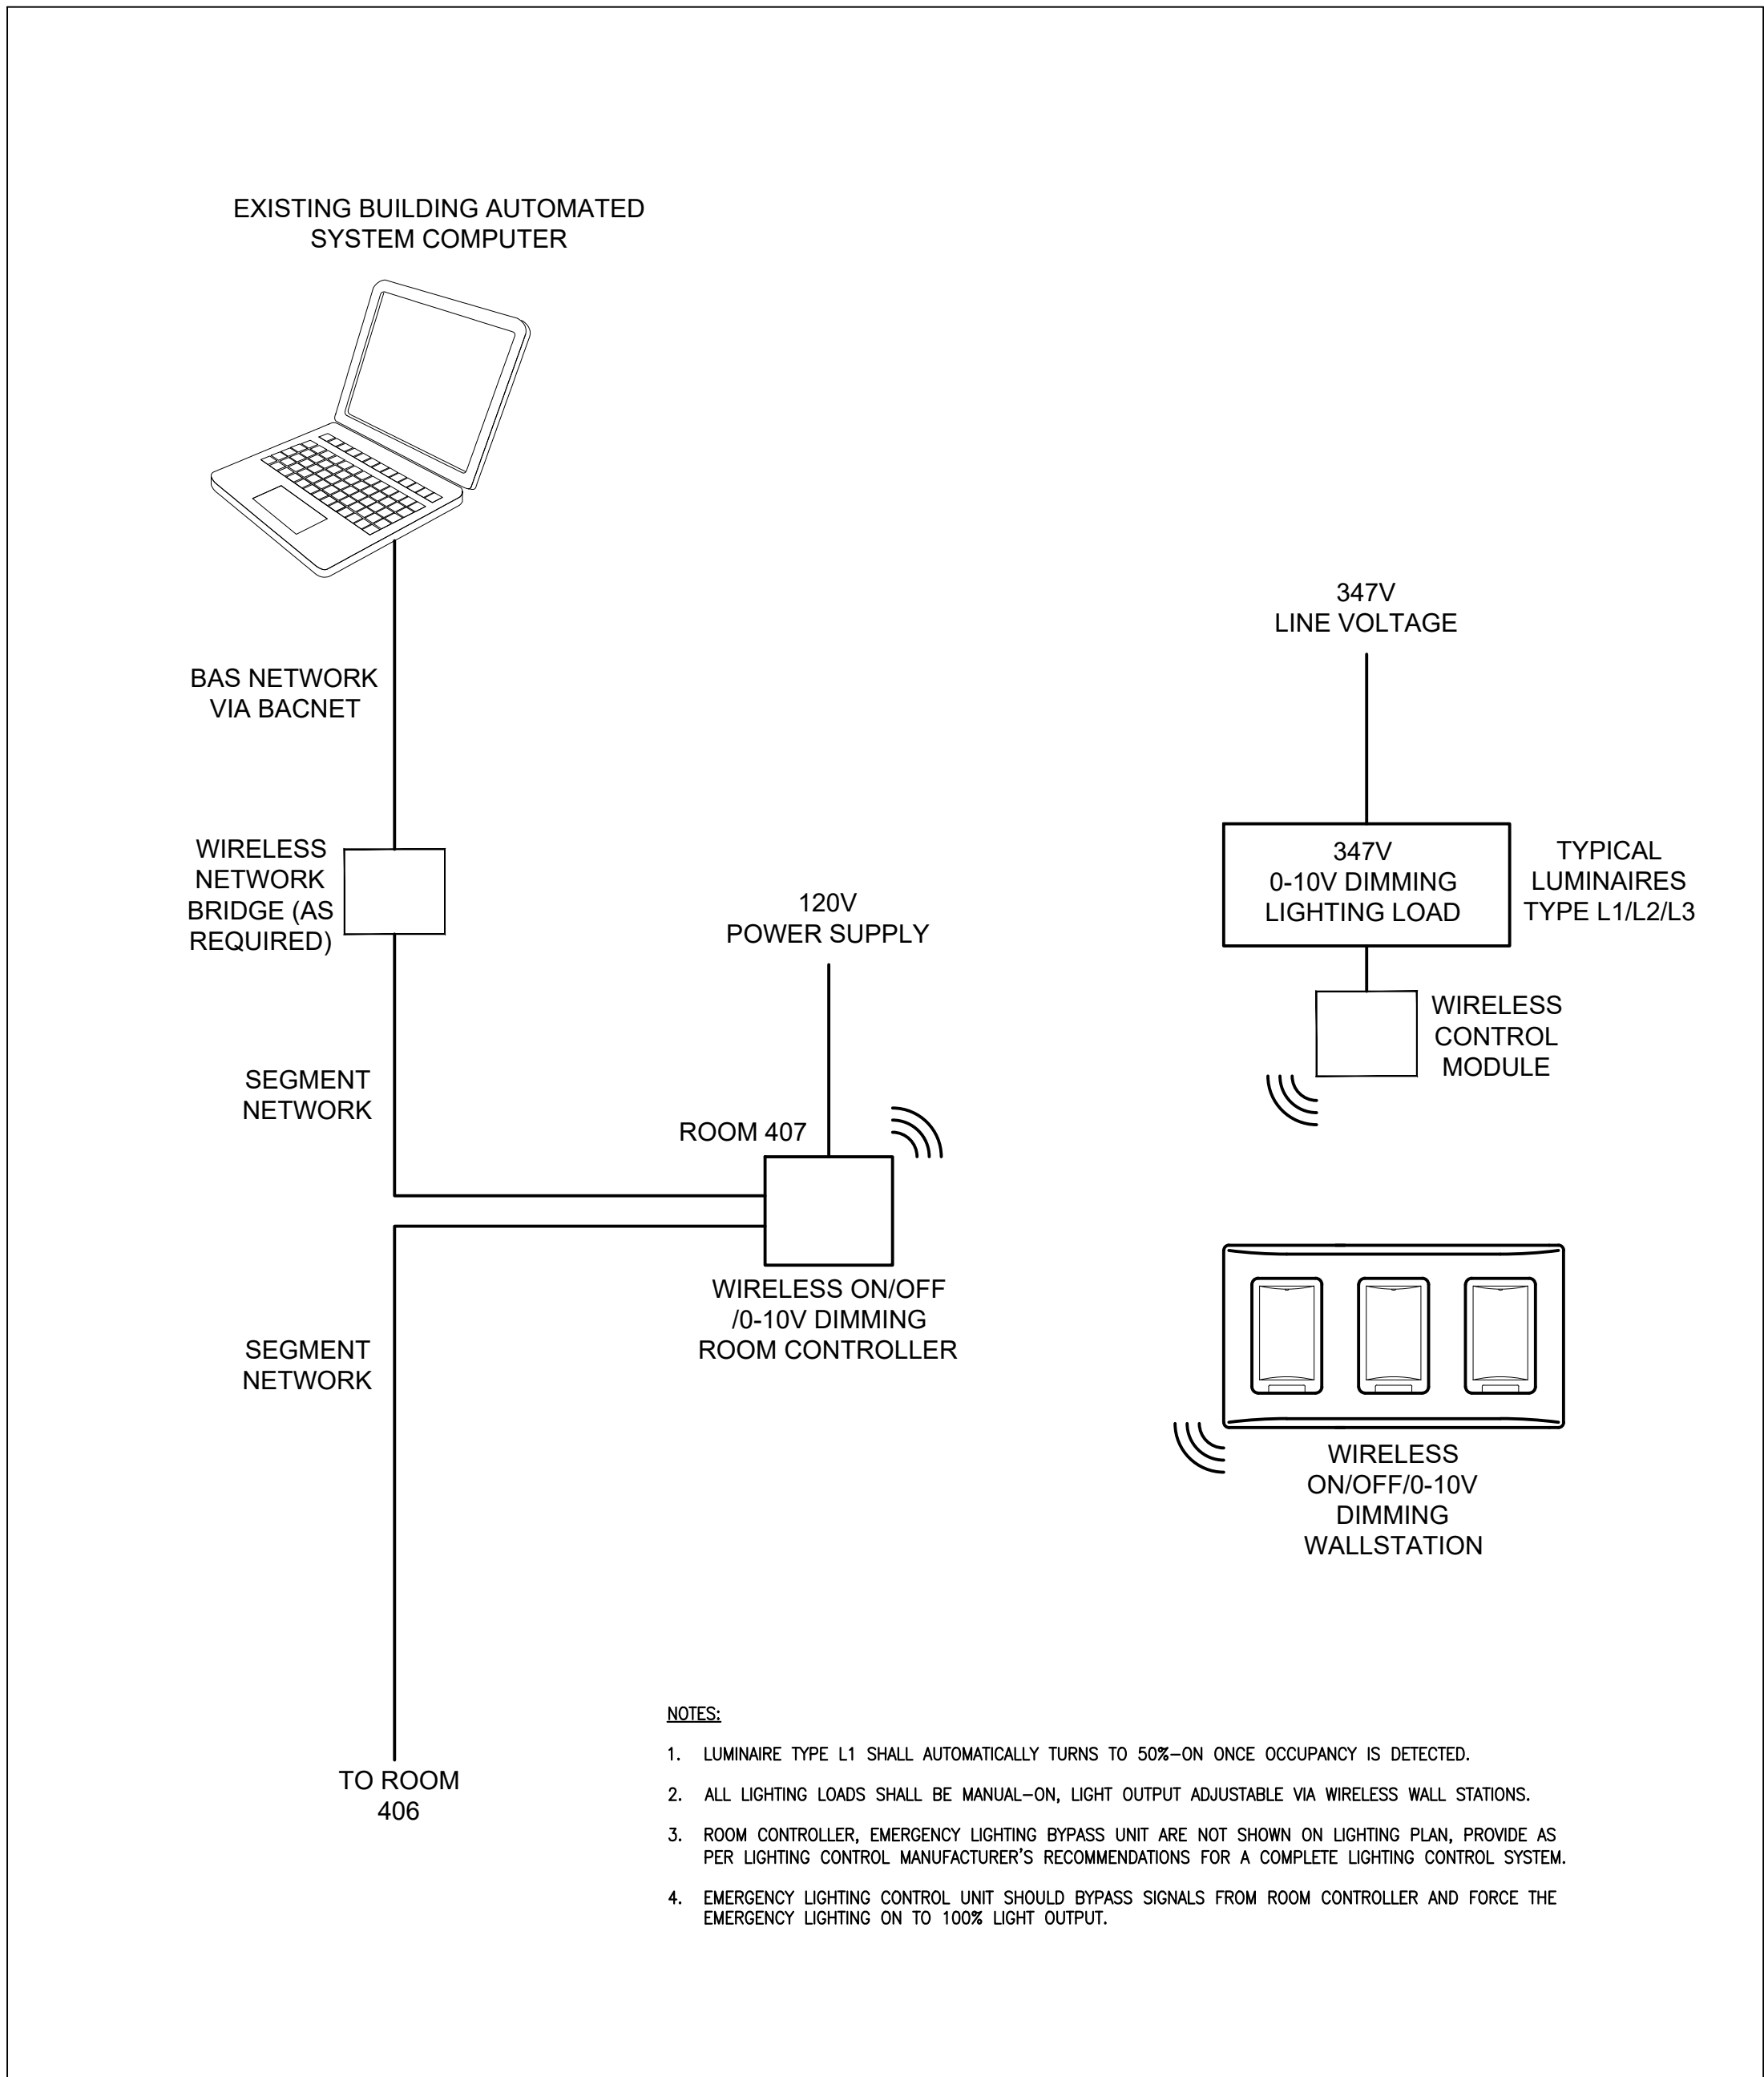 EXISTING BUILDING AUTOMATED
SYSTEM COMPUTER
BAS NETWORK
VIA BACNET
WIRELESS
NETWORK
BRIDGE (AS
REQUIRED)
SEGMENT
NETWORK
SEGMENT
NETWORK
TO ROOM
406
120V
POWER SUPPLY
ROOM 407
WIRELESS ON/OFF
/0-10V DIMMING
ROOM CONTROLLER
347V
LINE VOLTAGE
347V
0-10V DIMMING
LIGHTING LOAD
TYPICAL
LUMINAIRES
TYPE L1/L2/L3
WIRELESS
CONTROL
MODULE
WIRELESS
ON/OFF/0-10V
DIMMING
WALLSTATION
NOTES:
1. LUMINAIRE TYPE L1 SHALL AUTOMATICALLY TURNS TO 50%-ON ONCE OCCUPANCY IS DETECTED.
2. ALL LIGHTING LOADS SHALL BE MANUAL-ON, LIGHT OUTPUT ADJUSTABLE VIA WIRELESS WALL STATIONS.
3. ROOM CONTROLLER, EMERGENCY LIGHTING BYPASS UNIT ARE NOT SHOWN ON LIGHTING PLAN, PROVIDE AS
PER LIGHTING CONTROL MANUFACTURER'S RECOMMENDATIONS FOR A COMPLETE LIGHTING CONTROL SYSTEM.
4. EMERGENCY LIGHTING CONTROL UNIT SHOULD BYPASS SIGNALS FROM ROOM CONTROLLER AND FORCE THE
EMERGENCY LIGHTING ON TO 100% LIGHT OUTPUT.